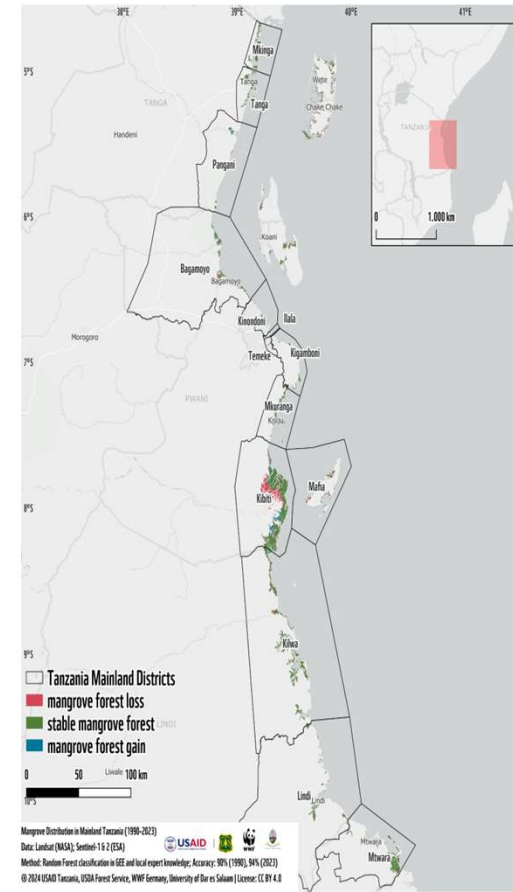 38°E
39°E
40°E
41°E
5°S
6°S
7°S
8°S
9°S
10°S
Mkinga
Tanga
Tanga
TANGA
Handeni
Wete
Chake Chake
Pangani
TANZANIA
0
1.000 km
Koani
Bagamoyo
Bagamoyo
Kinondoni
Ilala
Morogoro
Temeke
Kigamboni
PWANI
Mkuranga
Kibiti
Mafia
Kilwa
Tanzania Mainland Districts
mangrove forest loss
stable mangrove forest
mangrove forest gain
LINDI
0
50
100 km
Liwale
Lindi
Lindi
Mtwara
Mtwara
Mangrove Distribution in Mainland Tanzania (1990-2023)
Data: Landsat (NASA); Sentinel-1 & 2 (ESA)
USAID
WWF
Method: Random Forest classification in GEE and local expert knowledge; Accuracy: 90% (1990), 94% (2023)
@ 2024 USAID Tanzania, USDA Forest Service, WWF Germany, University of Dar es Salaam | License: CC BY 4.0